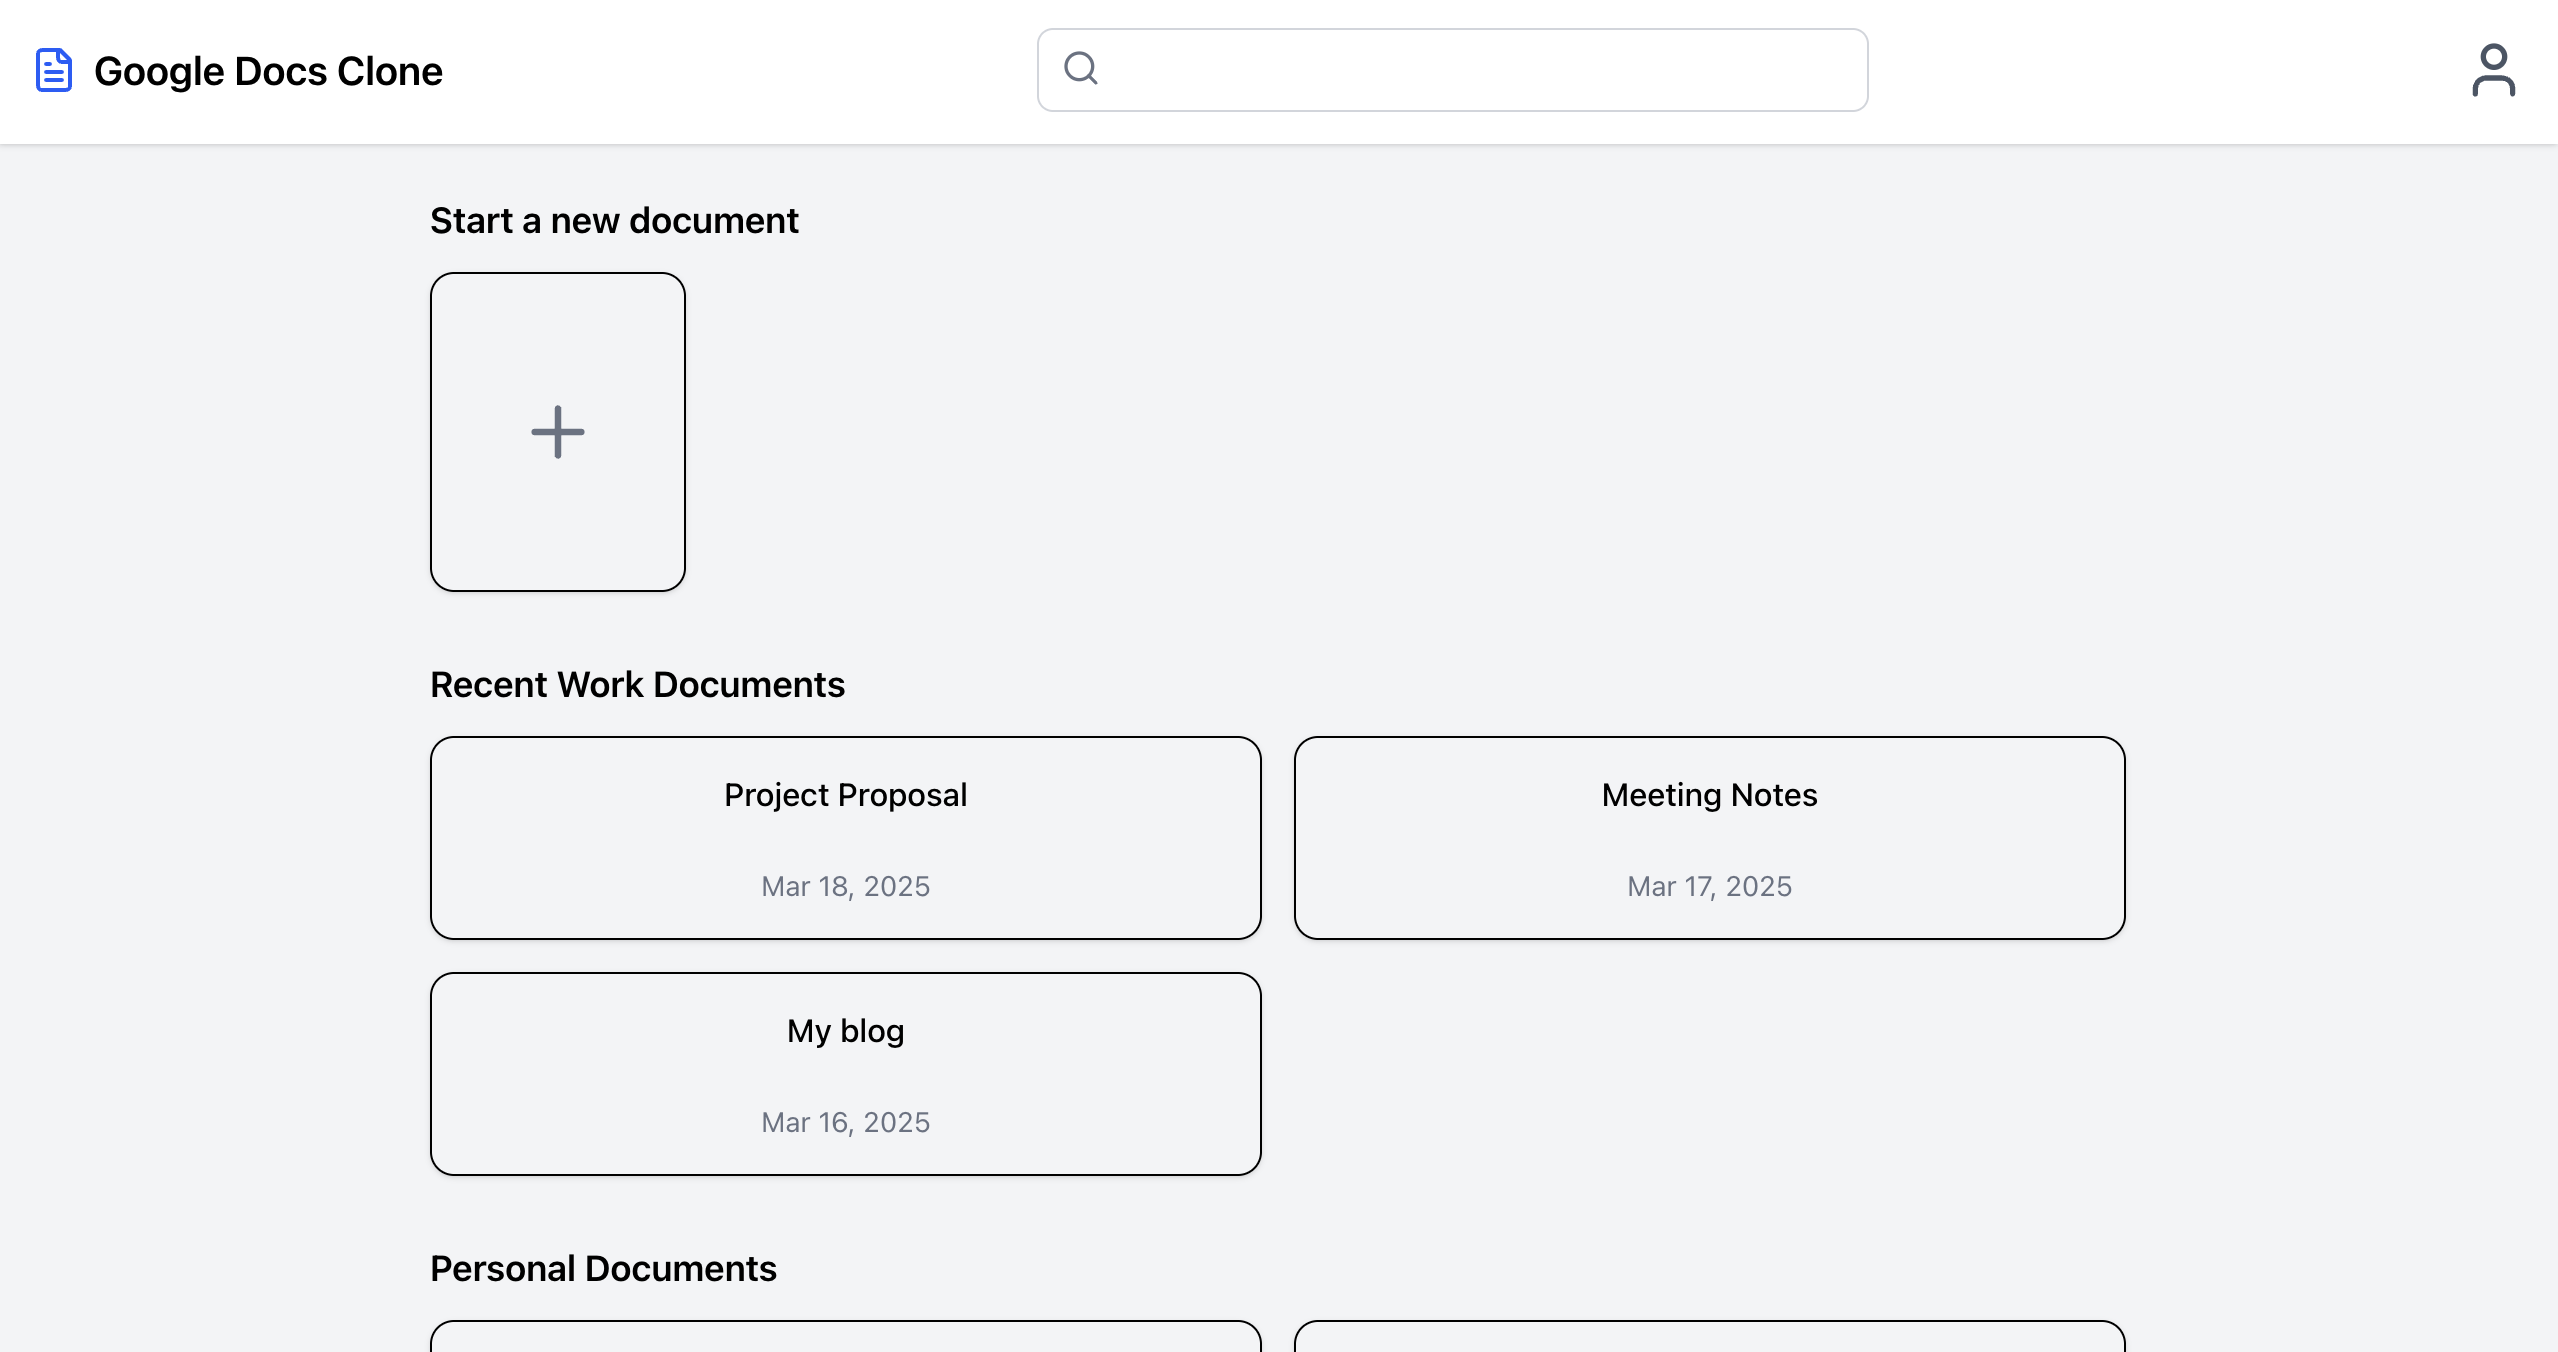 Google Docs Clone
Start a new document
Recent Work Documents
Project Proposal
Mar 18, 2025
Meeting Notes
Mar 17, 2025
My blog
Mar 16, 2025
Personal Documents